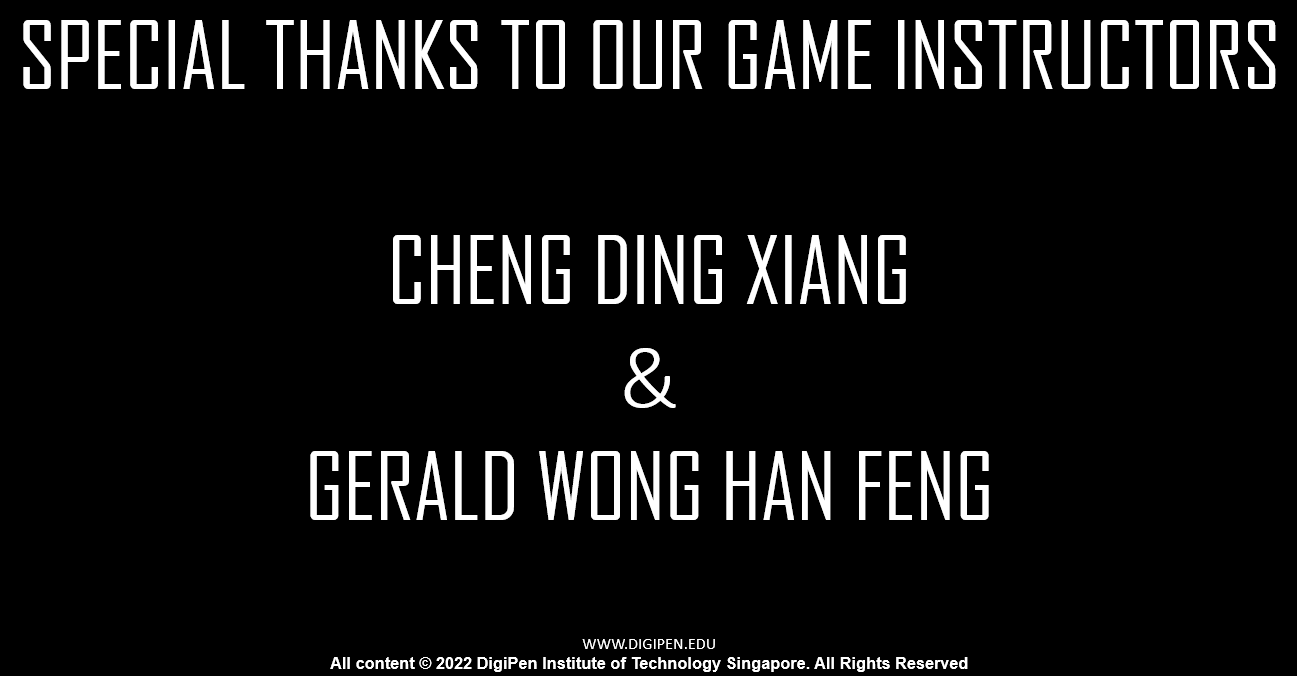 SPECIAL THANKS TO OUR GAME INSTRUCTORS
CHENG DING XIANG
&
GERALD WONG HAN FENG
WWW.DIGIPEN.EDU
All content © 2022 DigiPen Institute of Technology Singapore. All Rights Reserved